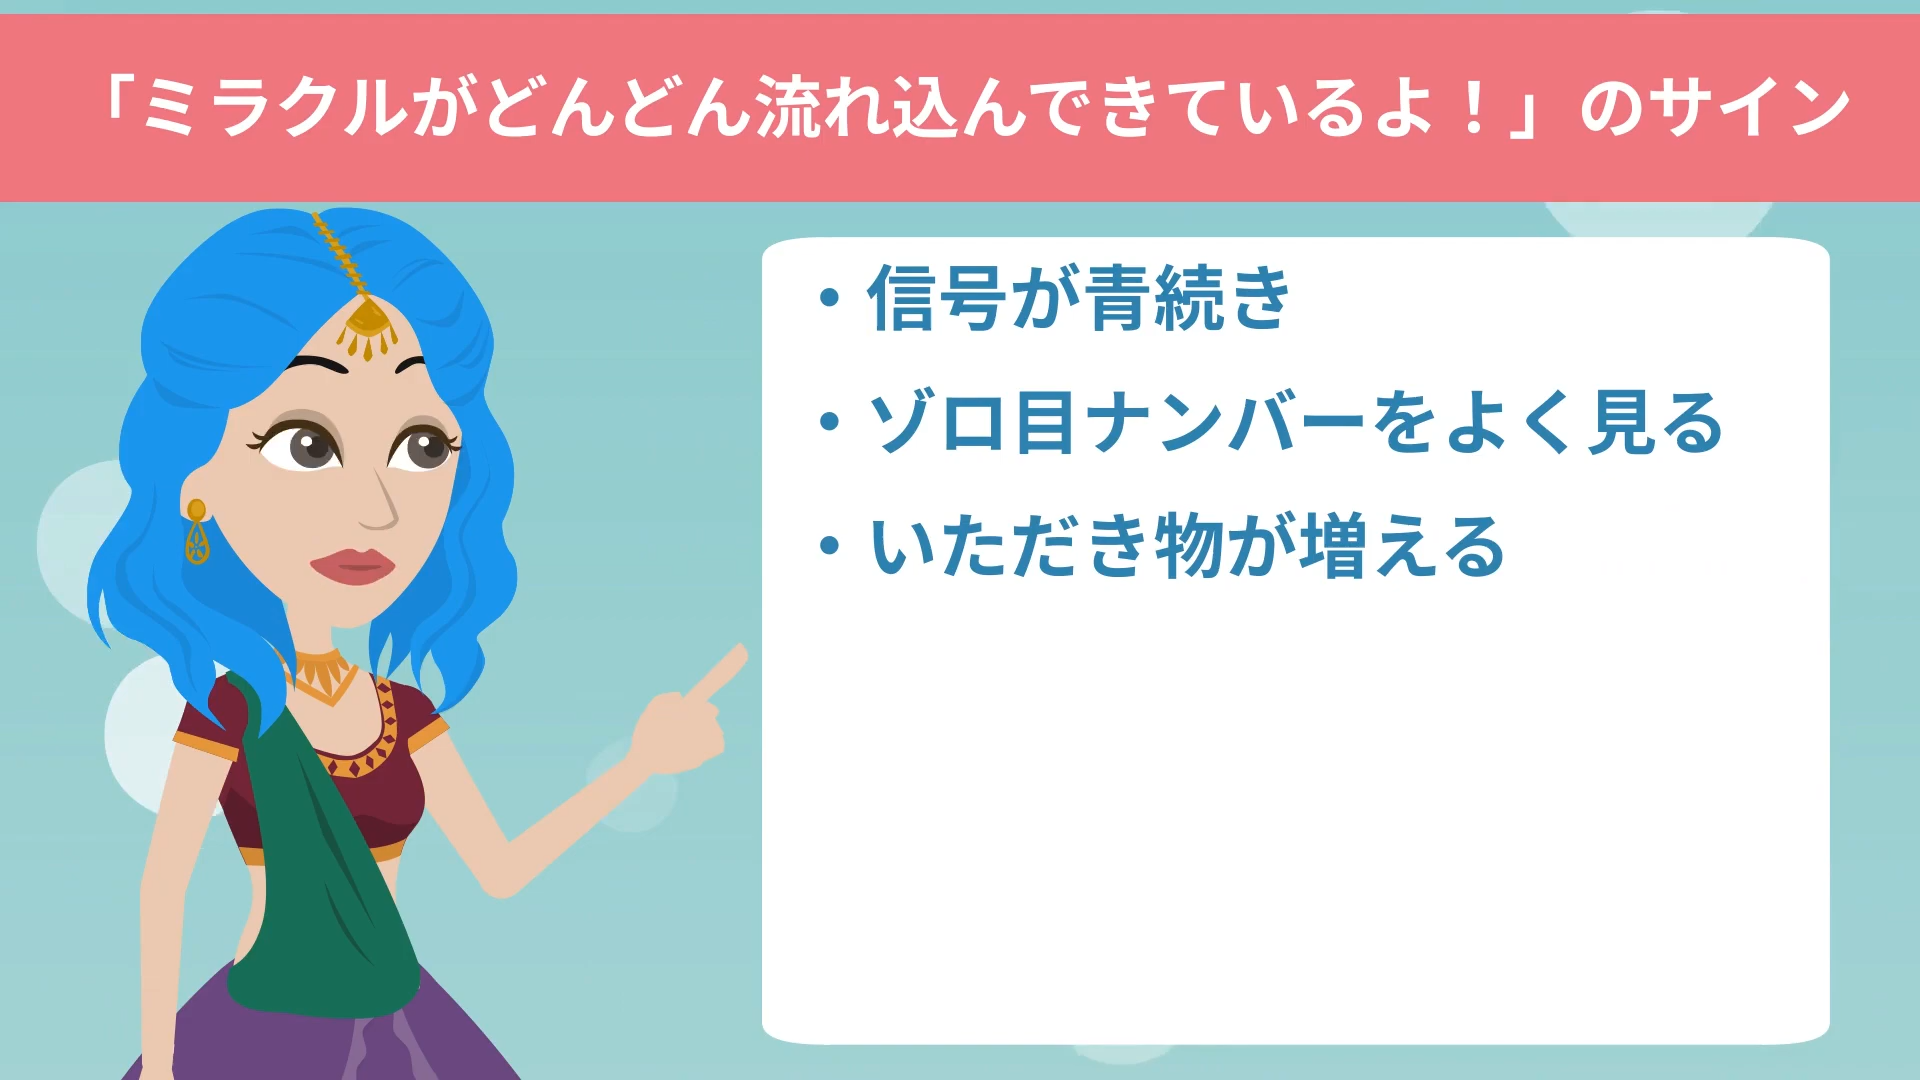 「ミラクルがどんどん流れ込んできているよ！」のサイン
・信号が青続き
・ゾロ目ナンバーをよく見る
・いただき物が増える